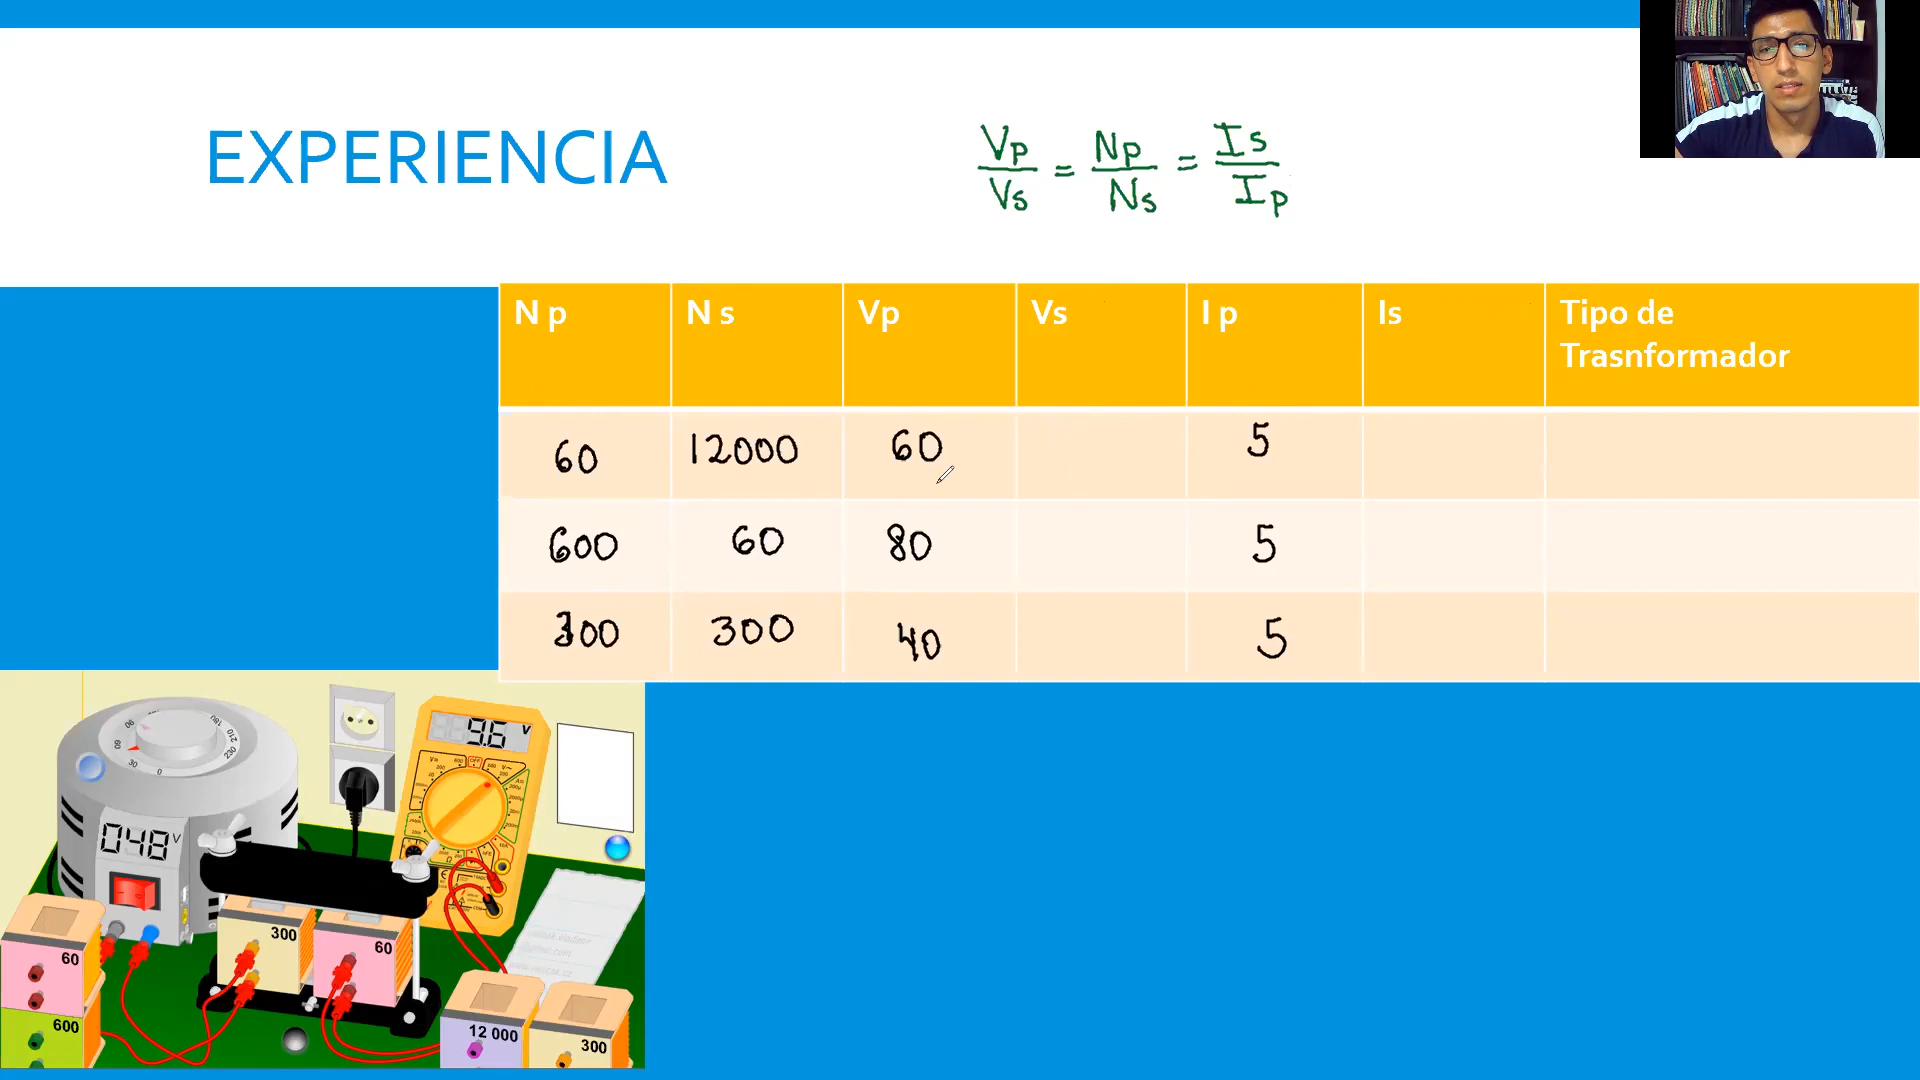 EXPERIENCIA
Vp/Vs = Np/Ns = Is/Ip
N p N s Vp Vs I p Is Tipo de Trasnformador
60 12000 60 5
600 60 80 5
300 300 40 5
9.6 V
048 V
300
60
60
600
12 000
300